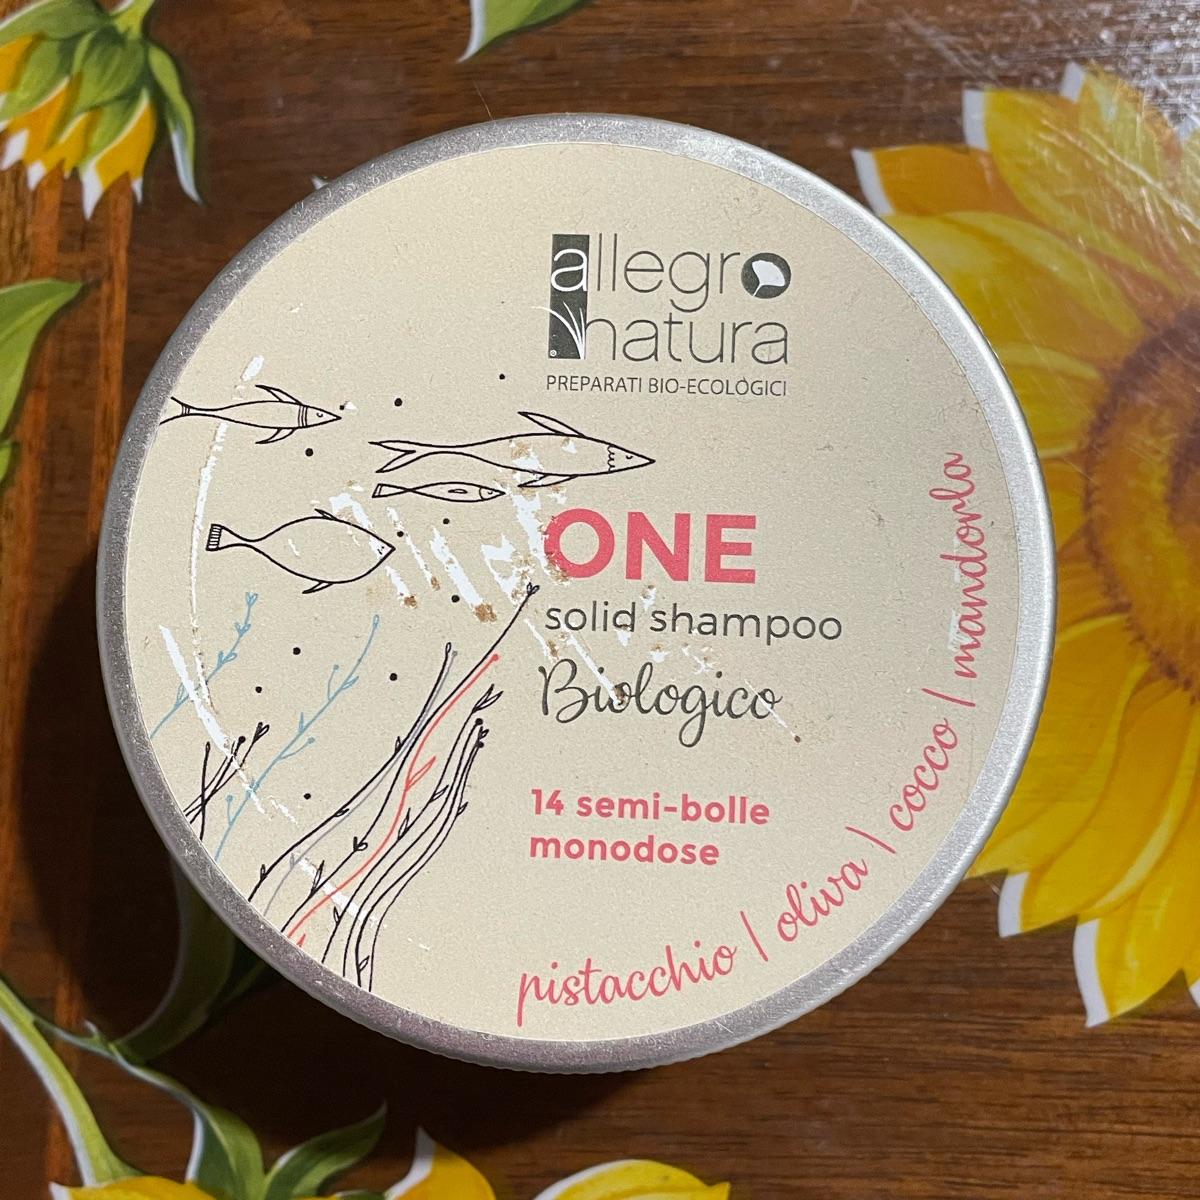 allegro
natura
PREPARATI BIO-ECOLOGICI
ONE
solid shampoo
Biologico
14 semi-bolle
monodose
pistacchio | oliva | cocco | mandorla